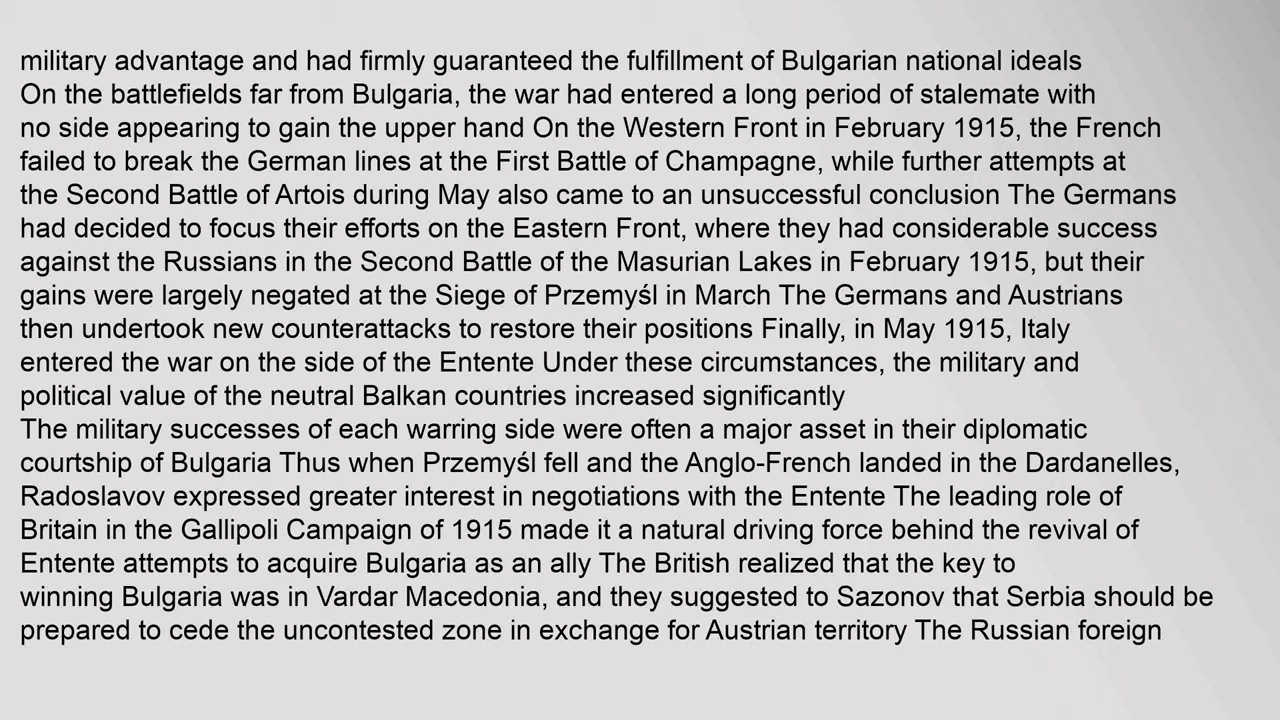 military advantage and had firmly guaranteed the fulfillment of Bulgarian national ideals
On the battlefields far from Bulgaria, the war had entered a long period of stalemate with
no side appearing to gain the upper hand On the Western Front in February 1915, the French
failed to break the German lines at the First Battle of Champagne, while further attempts at
the Second Battle of Artois during May also came to an unsuccessful conclusion The Germans
had decided to focus their efforts on the Eastern Front, where they had considerable success
against the Russians in the Second Battle of the Masurian Lakes in February 1915, but their
gains were largely negated at the Siege of Przemyśl in March The Germans and Austrians
then undertook new counterattacks to restore their positions Finally, in May 1915, Italy
entered the war on the side of the Entente Under these circumstances, the military and
political value of the neutral Balkan countries increased significantly
The military successes of each warring side were often a major asset in their diplomatic
courtship of Bulgaria Thus when Przemyśl fell and the Anglo-French landed in the Dardanelles,
Radoslavov expressed greater interest in negotiations with the Entente The leading role of
Britain in the Gallipoli Campaign of 1915 made it a natural driving force behind the revival of
Entente attempts to acquire Bulgaria as an ally The British realized that the key to
winning Bulgaria was in Vardar Macedonia, and they suggested to Sazonov that Serbia should be
prepared to cede the uncontested zone in exchange for Austrian territory The Russian foreign